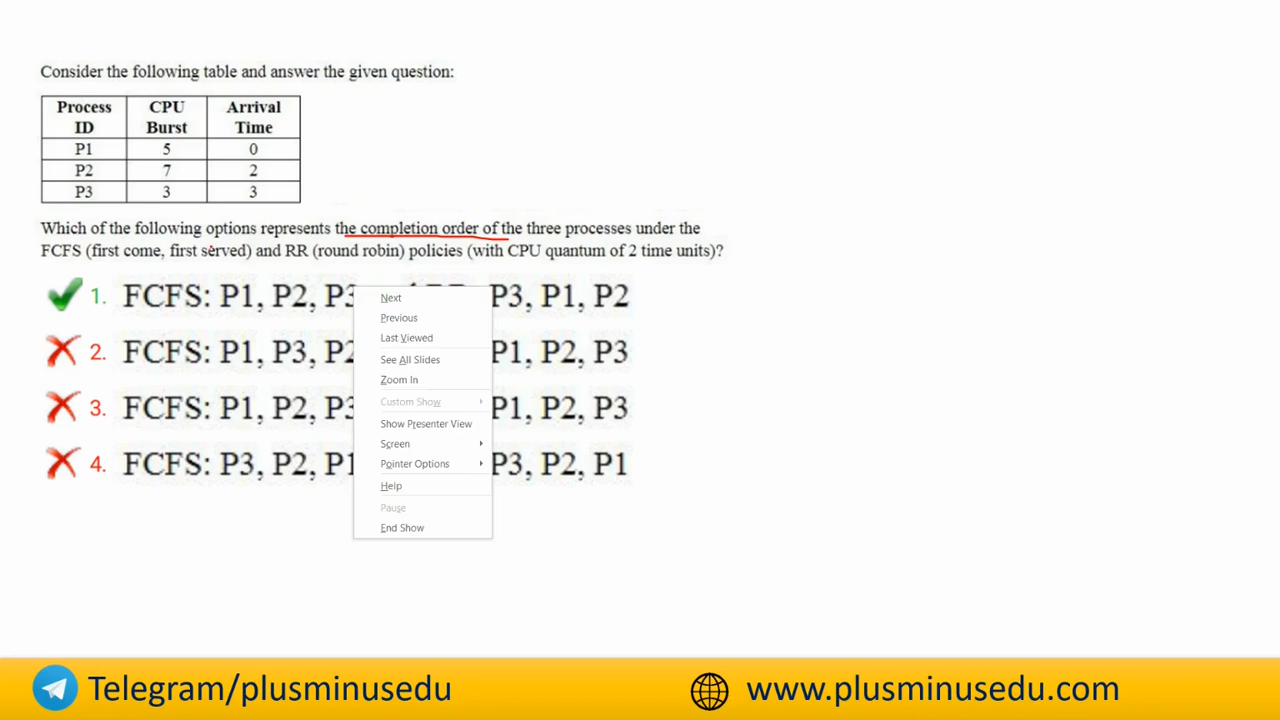 Consider the following table and answer the given question:
Process ID CPU Burst Arrival Time
P1 5 0
P2 7 2
P3 3 3
Which of the following options represents the completion order of the three processes under the
FCFS (first come, first served) and RR (round robin) policies (with CPU quantum of 2 time units)?
1. FCFS: P1, P2, P3 P3, P1, P2
2. FCFS: P1, P3, P2 P1, P2, P3
3. FCFS: P1, P2, P3 P1, P2, P3
4. FCFS: P3, P2, P1 P3, P2, P1
Next
Previous
Last Viewed
See All Slides
Zoom In
Custom Show
Show Presenter View
Screen
Pointer Options
Help
Pause
End Show
Telegram/plusminusedu
www.plusminusedu.com